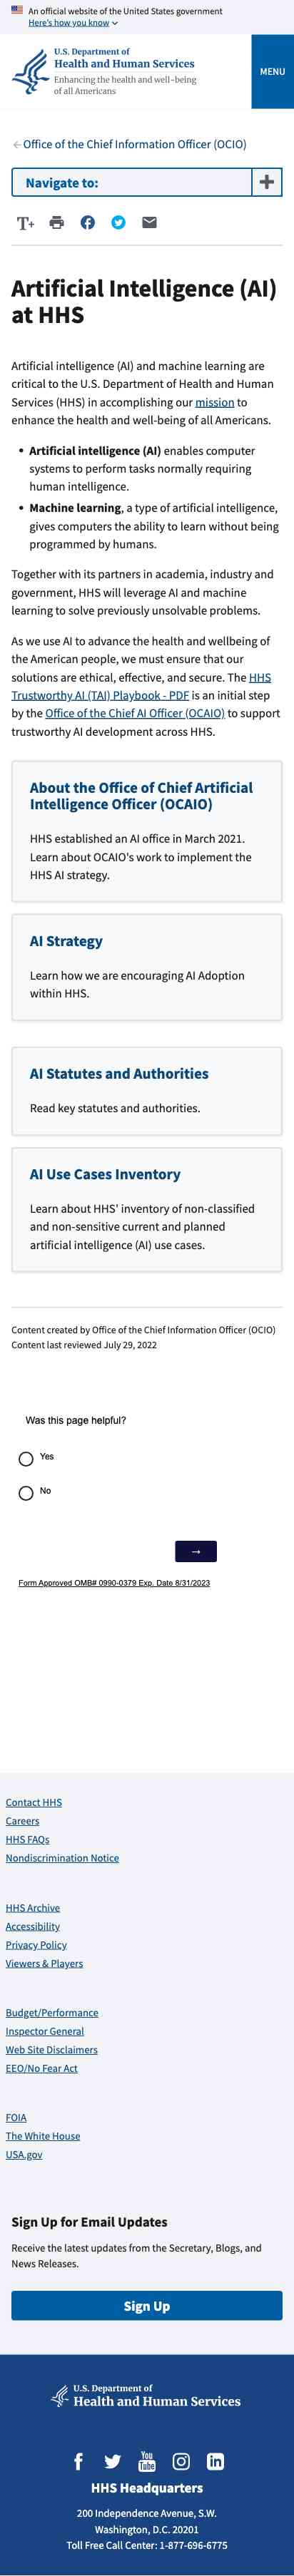 An official website of the United States government
Here's how you know
U.S. Department of
Health and Human Services
Enhancing the health and well-being
of all Americans
MENU
Office of the Chief Information Officer (OCIO)
Navigate to:
T+
Artificial Intelligence (AI)
at HHS
Artificial intelligence (AI) and machine learning are
critical to the U.S. Department of Health and Human
Services (HHS) in accomplishing our mission to
enhance the health and well-being of all Americans.
• Artificial intelligence (AI) enables computer
systems to perform tasks normally requiring
human intelligence.
• Machine learning, a type of artificial intelligence,
gives computers the ability to learn without being
programmed by humans.
Together with its partners in academia, industry and
government, HHS will leverage AI and machine
learning to solve previously unsolvable problems.
As we use AI to advance the health and wellbeing of
the American people, we must ensure that our
solutions are ethical, effective, and secure. The HHS
Trustworthy AI (TAI) Playbook - PDF is an initial step
by the Office of the Chief AI Officer (OCAIO) to support
trustworthy AI development across HHS.
About the Office of Chief Artificial
Intelligence Officer (OCAIO)
HHS established an AI office in March 2021.
Learn about OCAIO's work to implement the
HHS AI strategy.
AI Strategy
Learn how we are encouraging AI Adoption
within HHS.
AI Statutes and Authorities
Read key statutes and authorities.
AI Use Cases Inventory
Learn about HHS' inventory of non-classified
and non-sensitive current and planned
artificial intelligence (AI) use cases.
Content created by Office of the Chief Information Officer (OCIO)
Content last reviewed July 29, 2022
Was this page helpful?
Yes
No
→
Form Approved OMB# 0990-0379 Exp. Date 8/31/2023
Contact HHS
Careers
HHS FAQs
Nondiscrimination Notice
HHS Archive
Accessibility
Privacy Policy
Viewers & Players
Budget/Performance
Inspector General
Web Site Disclaimers
EEO/No Fear Act
FOIA
The White House
USA.gov
Sign Up for Email Updates
Receive the latest updates from the Secretary, Blogs, and
News Releases.
Sign Up
U.S. Department of
Health and Human Services
You Tube
HHS Headquarters
200 Independence Avenue, S.W.
Washington, D.C. 20201
Toll Free Call Center: 1-877-696-6775